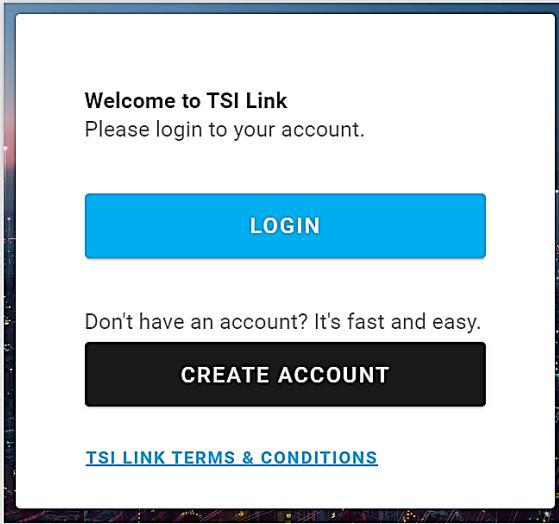 Welcome to TSI Link
Please login to your account.
LOGIN
Don't have an account? It's fast and easy.
CREATE ACCOUNT
TSI LINK TERMS & CONDITIONS